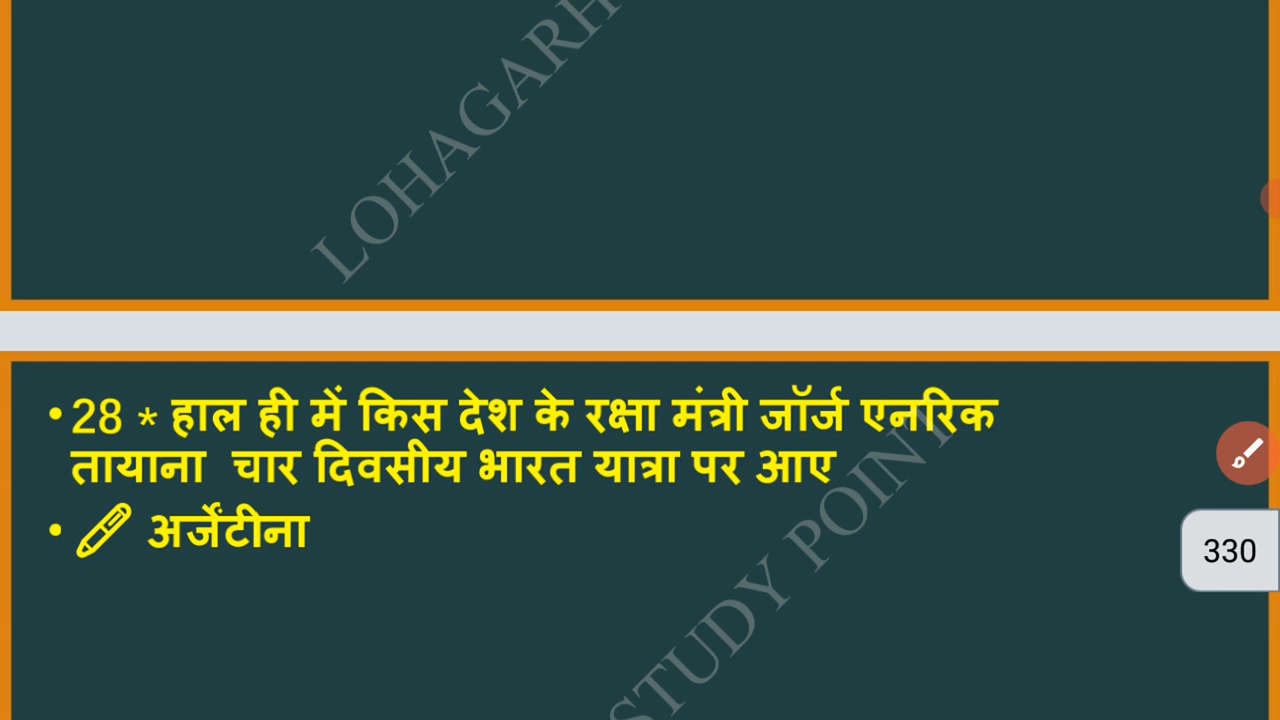 LOHAGARH
• 28 * हाल ही में किस देश के रक्षा मंत्री जॉर्ज एनरिक
तायाना चार दिवसीय भारत यात्रा पर आए
• 🖊 अर्जेंटीना
STUDY POINT
330